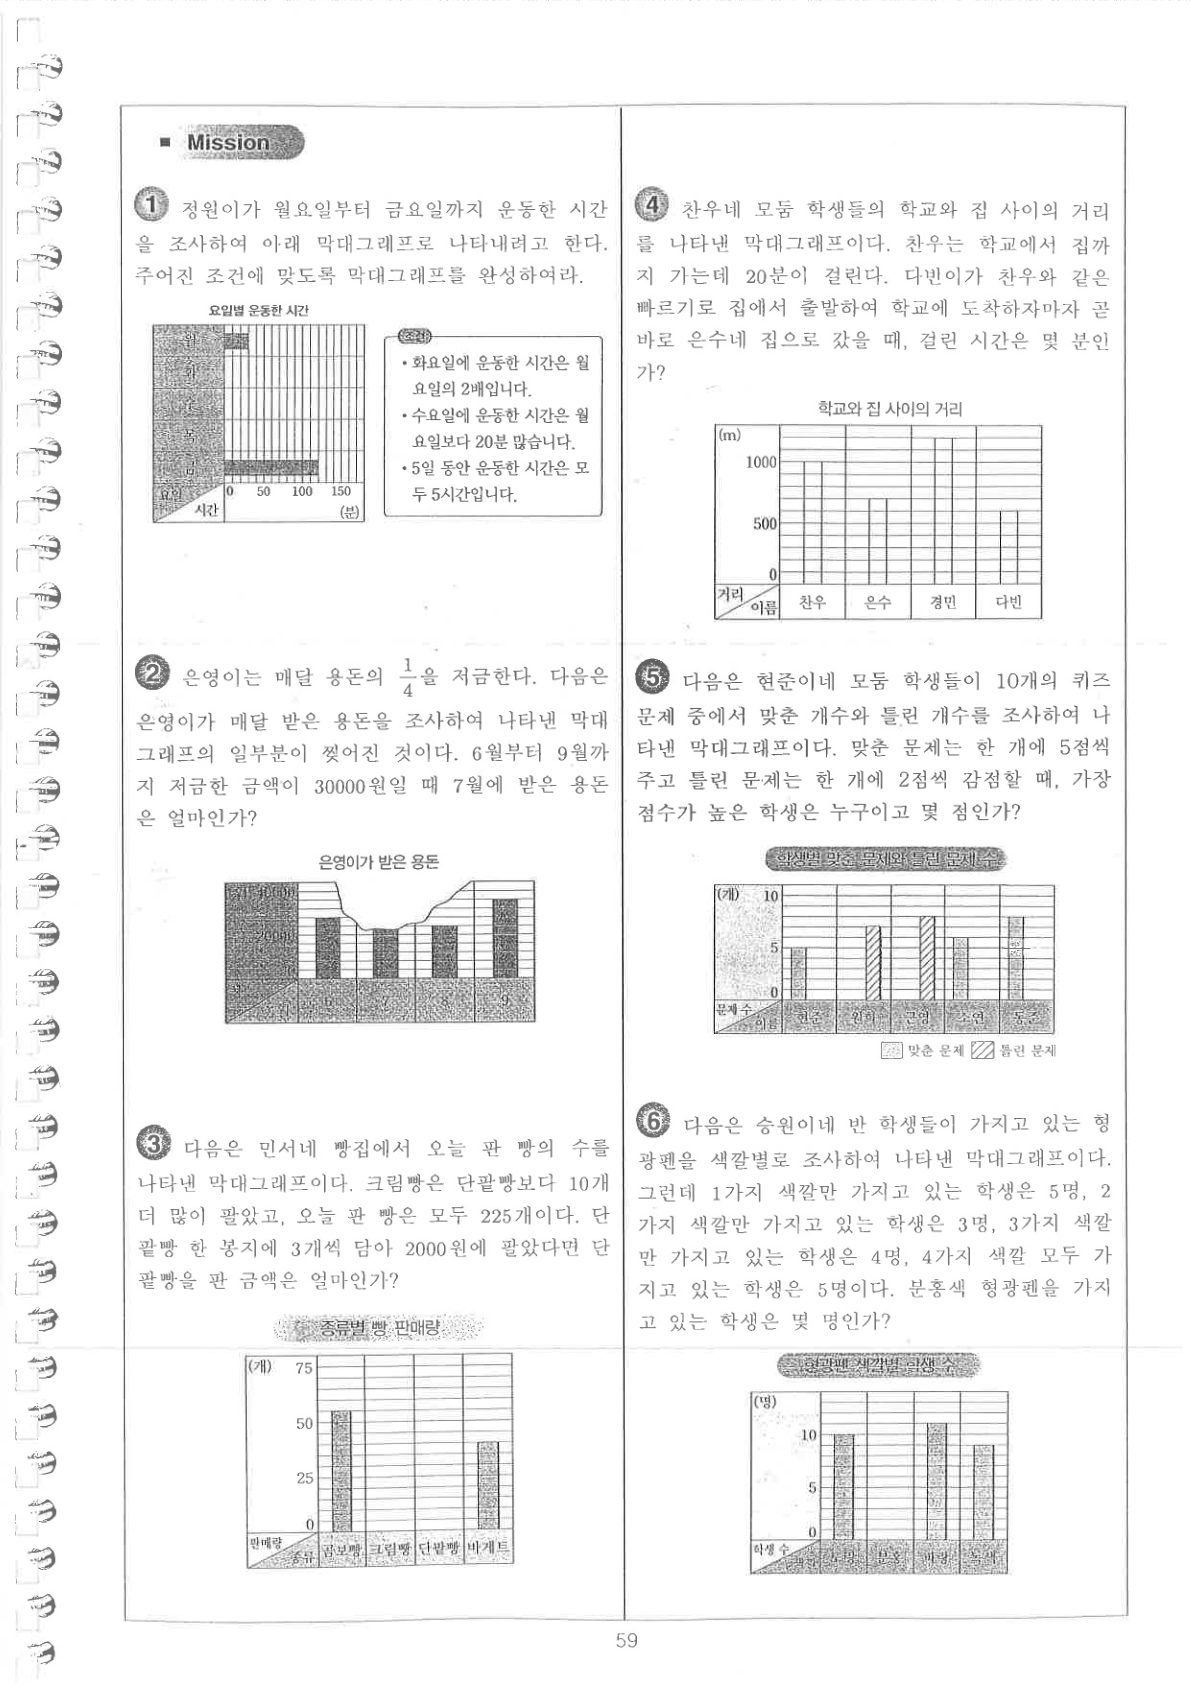 Mission
1 정원이가 월요일부터 금요일까지 운동한 시간
을 조사하여 아래 막대그래프로 나타내려고 한다.
주어진 조건에 맞도록 막대그래프를 완성하여라.
요일별 운동한 시간
월
화
수
목
금
요일
시간
0 50 100 150
(분)
조건
• 화요일에 운동한 시간은 월
요일의 2배입니다.
• 수요일에 운동한 시간은 월
요일보다 20분 많습니다.
• 5일 동안 운동한 시간은 모
두 5시간입니다.
2 은영이는 매달 용돈의 1/4을 저금한다. 다음은
은영이가 매달 받은 용돈을 조사하여 나타낸 막대
그래프의 일부분이 찢어진 것이다. 6월부터 9월까
지 저금한 금액이 30000원일 때 7월에 받은 용돈
은 얼마인가?
은영이가 받은 용돈
20000
6 7 8 9
3 다음은 민서네 빵집에서 오늘 판 빵의 수를
나타낸 막대그래프이다. 크림빵은 단팥빵보다 10개
더 많이 팔았고, 오늘 판 빵은 모두 225개이다. 단
팥빵 한 봉지에 3개씩 담아 2000원에 팔았다면 단
팥빵을 판 금액은 얼마인가?
종류별 빵 판매량
(개) 75
50
25
0
판매량
종류
곰보빵 크림빵 단팥빵 바게트
4 찬우네 모둠 학생들의 학교와 집 사이의 거리
를 나타낸 막대그래프이다. 찬우는 학교에서 집까
지 가는데 20분이 걸린다. 다빈이가 찬우와 같은
빠르기로 집에서 출발하여 학교에 도착하자마자 곧
바로 은수네 집으로 갔을 때, 걸린 시간은 몇 분인
가?
학교와 집 사이의 거리
(m)
1000
500
0
거리
이름
찬우 은수 경민 다빈
5 다음은 현준이네 모둠 학생들이 10개의 퀴즈
문제 중에서 맞춘 개수와 틀린 개수를 조사하여 나
타낸 막대그래프이다. 맞춘 문제는 한 개에 5점씩
주고 틀린 문제는 한 개에 2점씩 감점할 때, 가장
점수가 높은 학생은 누구이고 몇 점인가?
학생별 맞춘 문제와 틀린 문제 수
(개) 10
5
0
문제 수
이름
현준 원희 근영 소연 동준
맞춘 문제 틀린 문제
6 다음은 승원이네 반 학생들이 가지고 있는 형
광펜을 색깔별로 조사하여 나타낸 막대그래프이다.
그런데 1가지 색깔만 가지고 있는 학생은 5명, 2
가지 색깔만 가지고 있는 학생은 3명, 3가지 색깔
만 가지고 있는 학생은 4명, 4가지 색깔 모두 가
지고 있는 학생은 5명이다. 분홍색 형광펜을 가지
고 있는 학생은 몇 명인가?
형광펜 색깔별 학생 수
(명)
10
5
0
학생 수
색깔
노랑 분홍 파랑 녹색
59